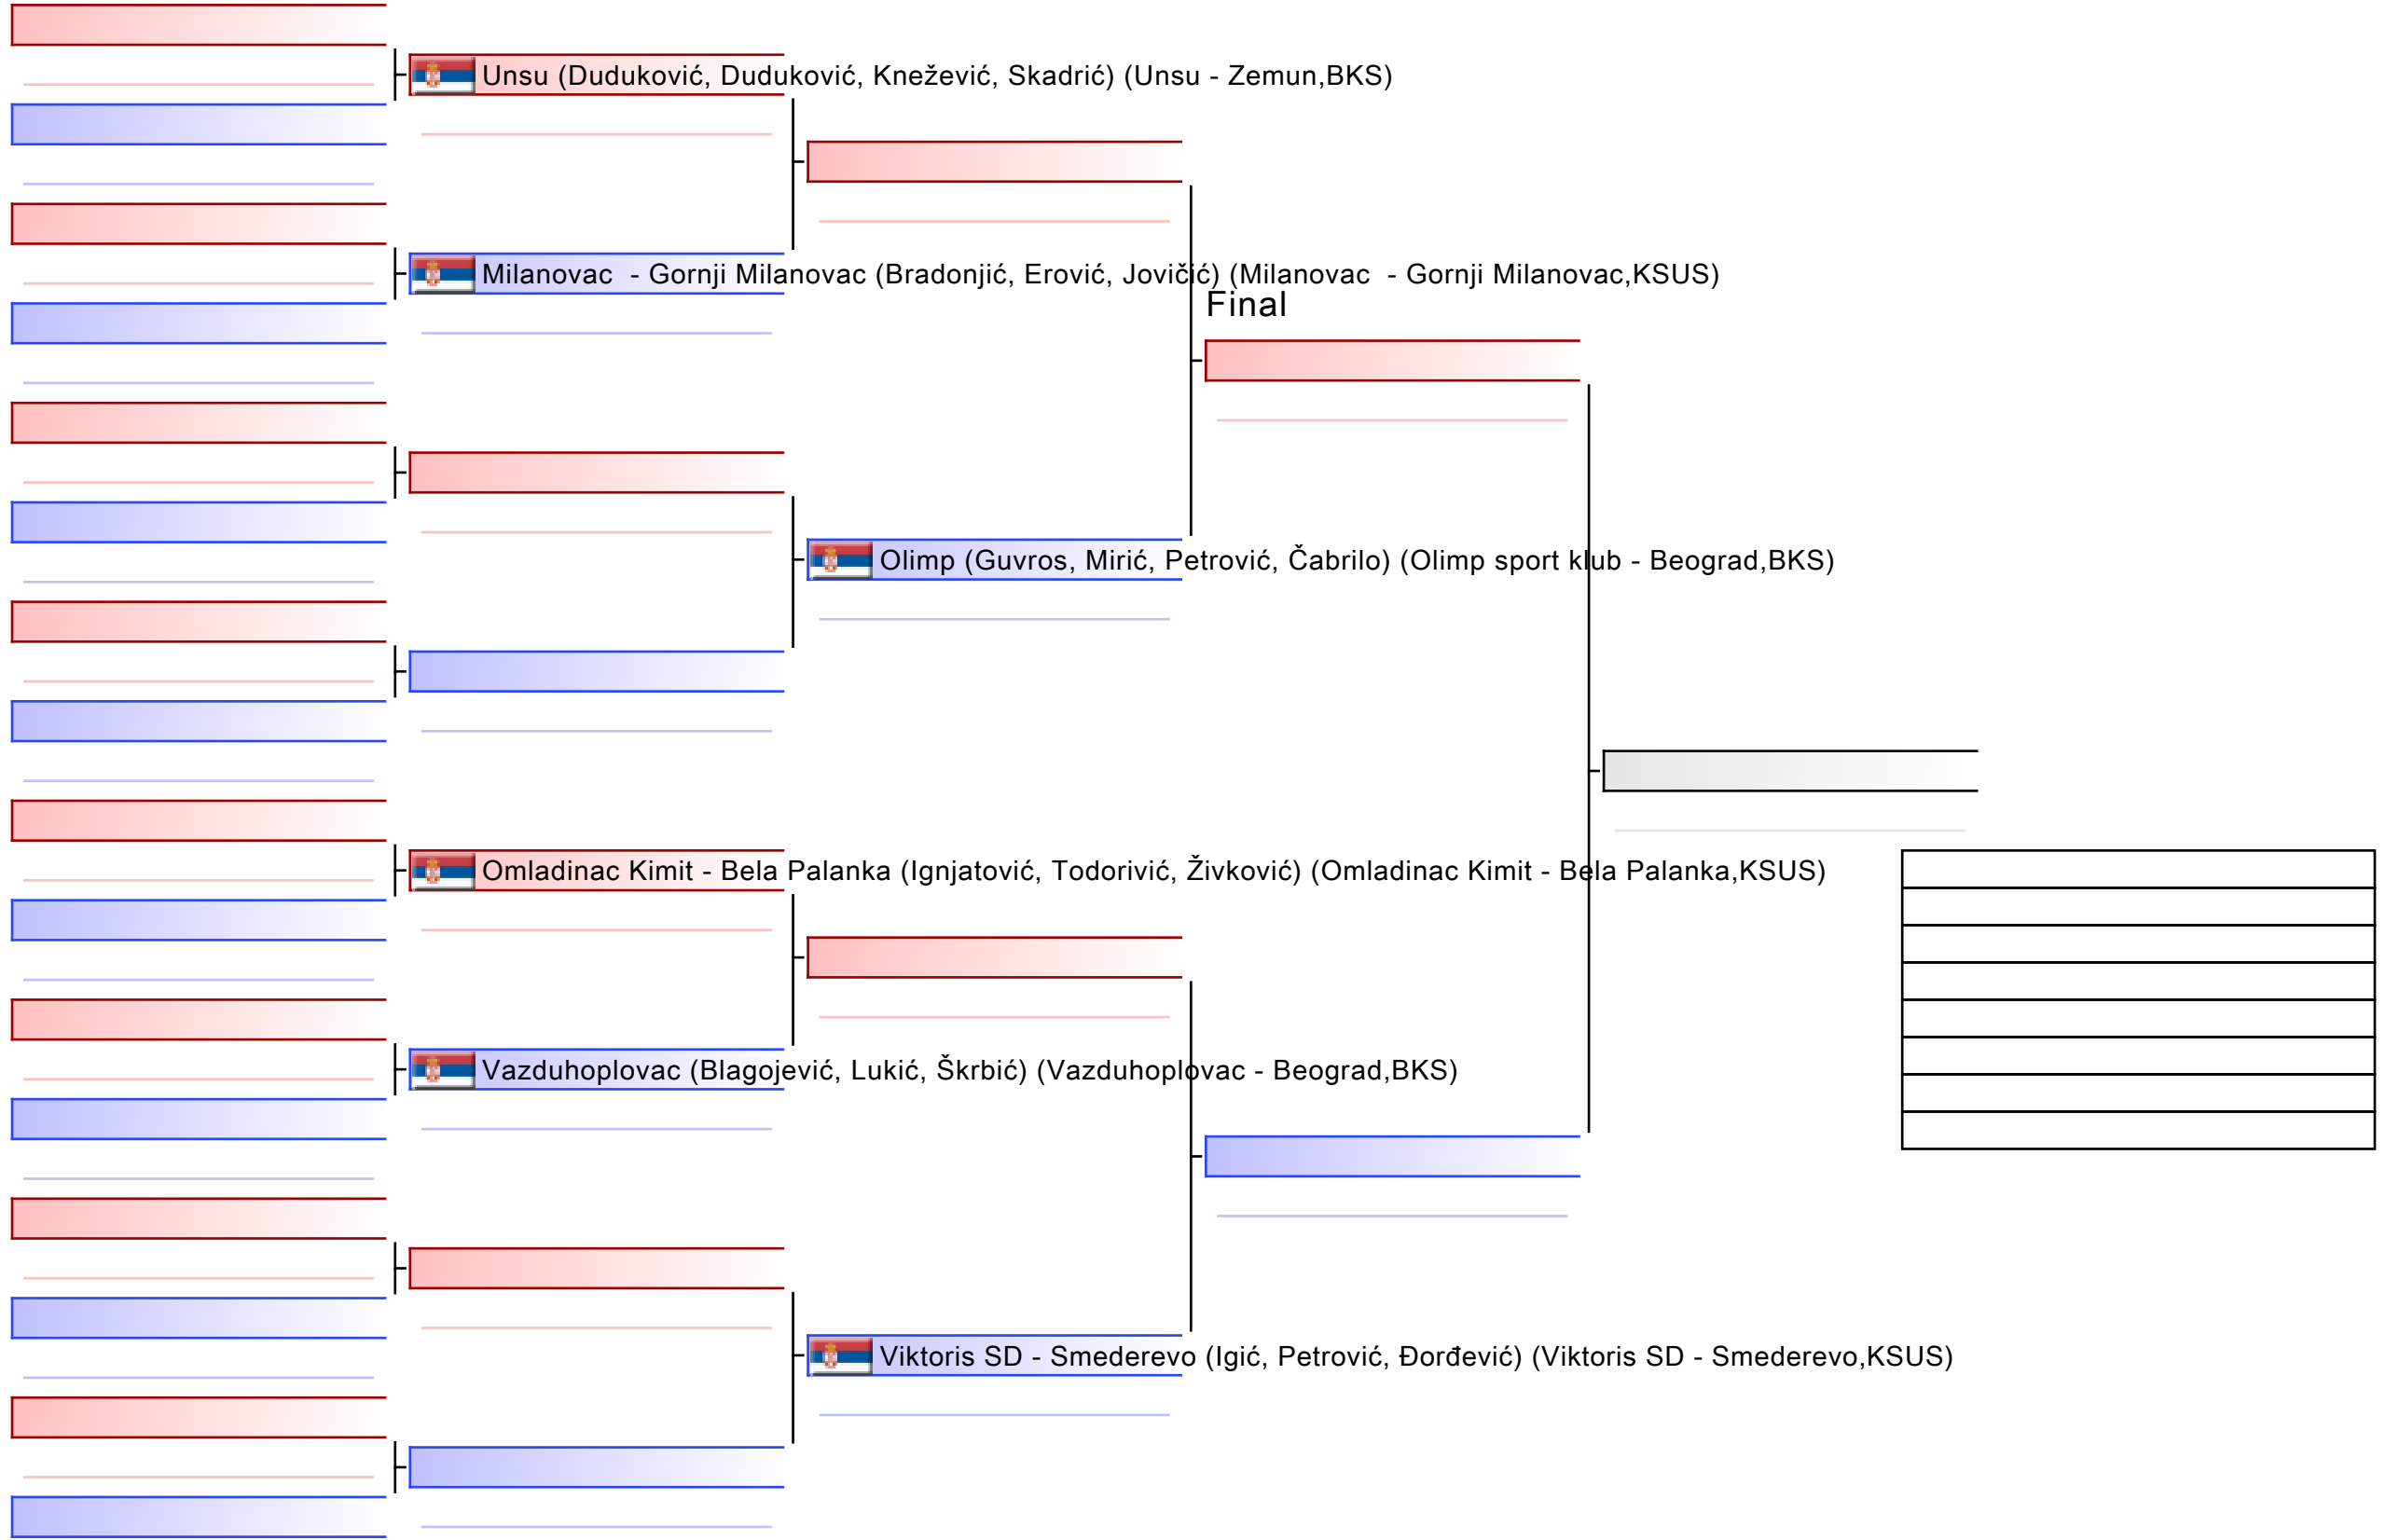 Unsu (Duduković, Duduković, Knežević, Skadrić) (Unsu - Zemun,BKS)
Milanovac  - Gornji Milanovac (Bradonjić, Erović, Jovičić) (Milanovac  - Gornji Milanovac,KSUS)
Final
Olimp (Guvros, Mirić, Petrović, Čabrilo) (Olimp sport klub - Beograd,BKS)
Omladinac Kimit - Bela Palanka (Ignjatović, Todorivić, Živković) (Omladinac Kimit - Bela Palanka,KSUS)
Vazduhoplovac (Blagojević, Lukić, Škrbić) (Vazduhoplovac - Beograd,BKS)
Viktoris SD - Smederevo (Igić, Petrović, Đorđević) (Viktoris SD - Smederevo,KSUS)